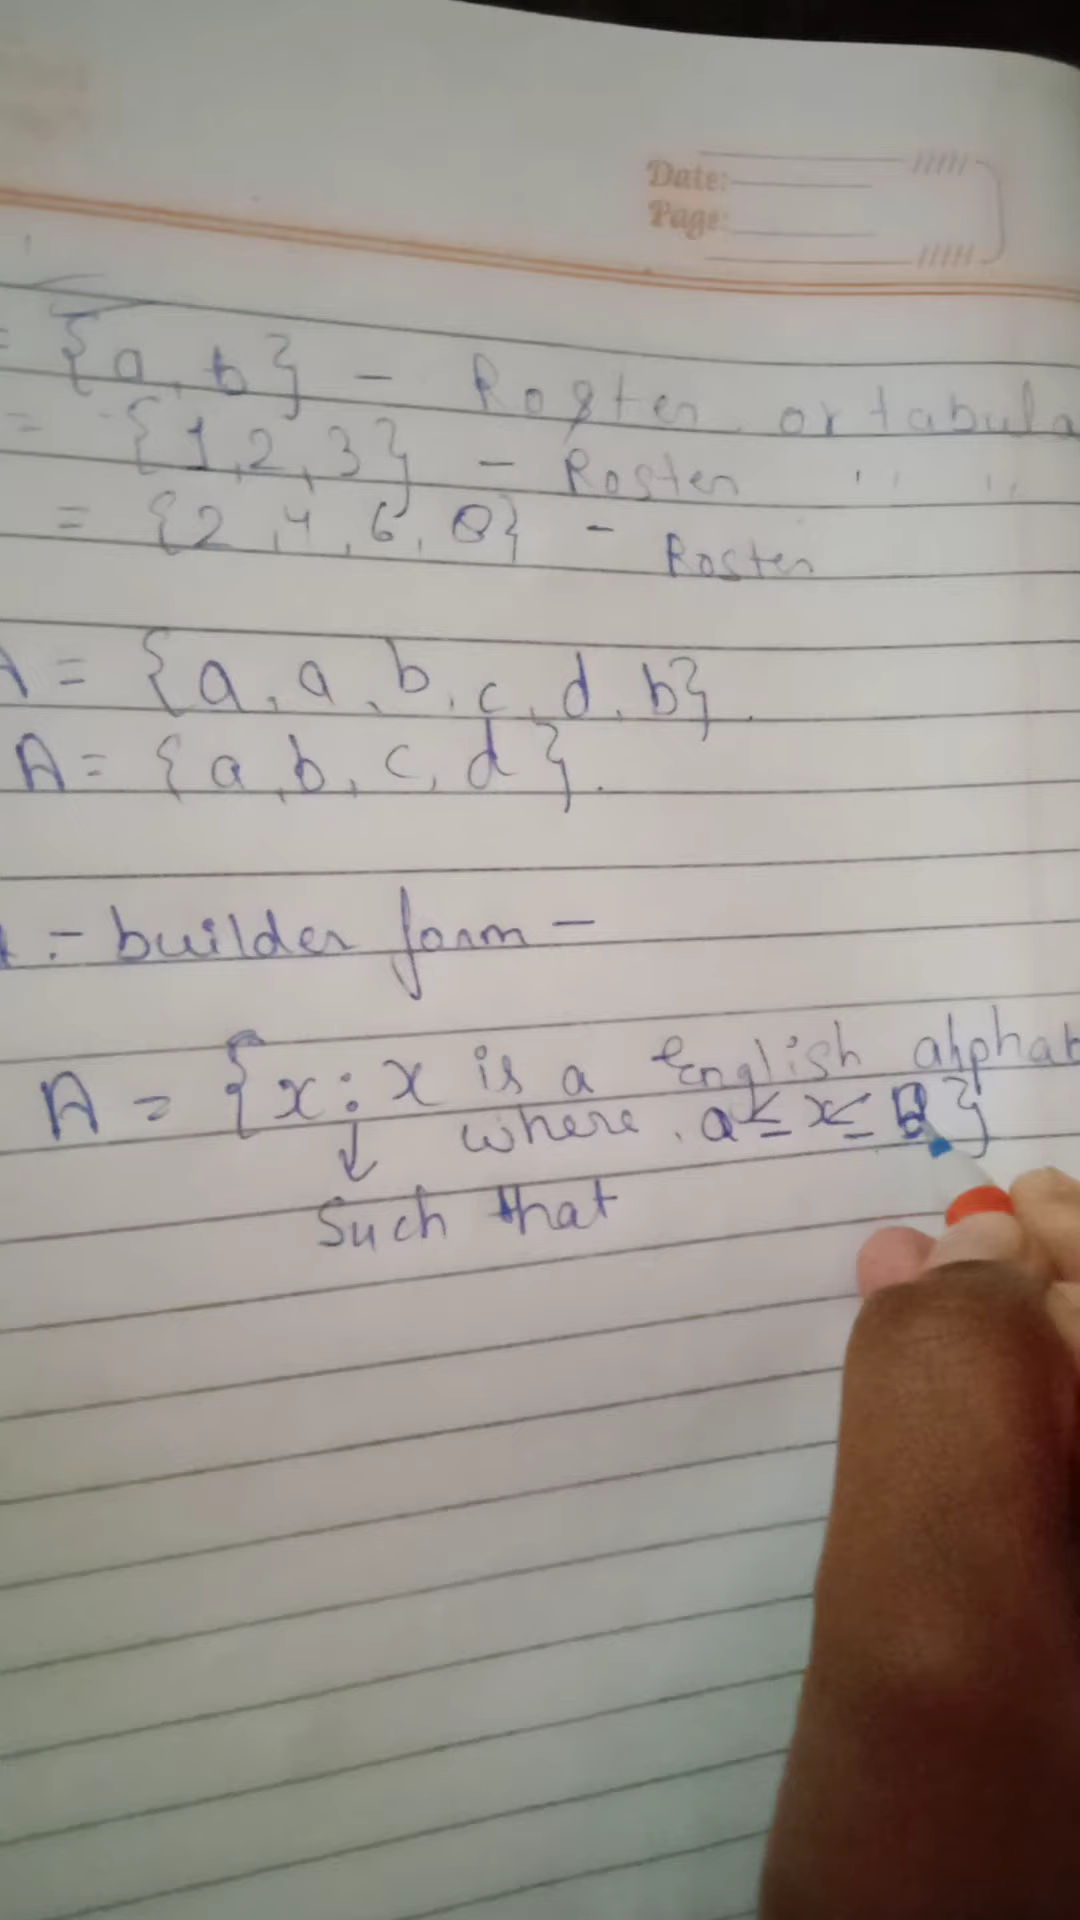 Date:
Page:
= {a, b} - Roster or tabula
= {1, 2, 3} - Roster " "
= {2, 4, 6, 8} - Roster
A = {a, a, b, c, d, b}.
A = {a, b, c, d}.
t - builder form -
A = {x : x is a English alphab
where, a ≤ x ≤ }
↓
Such that